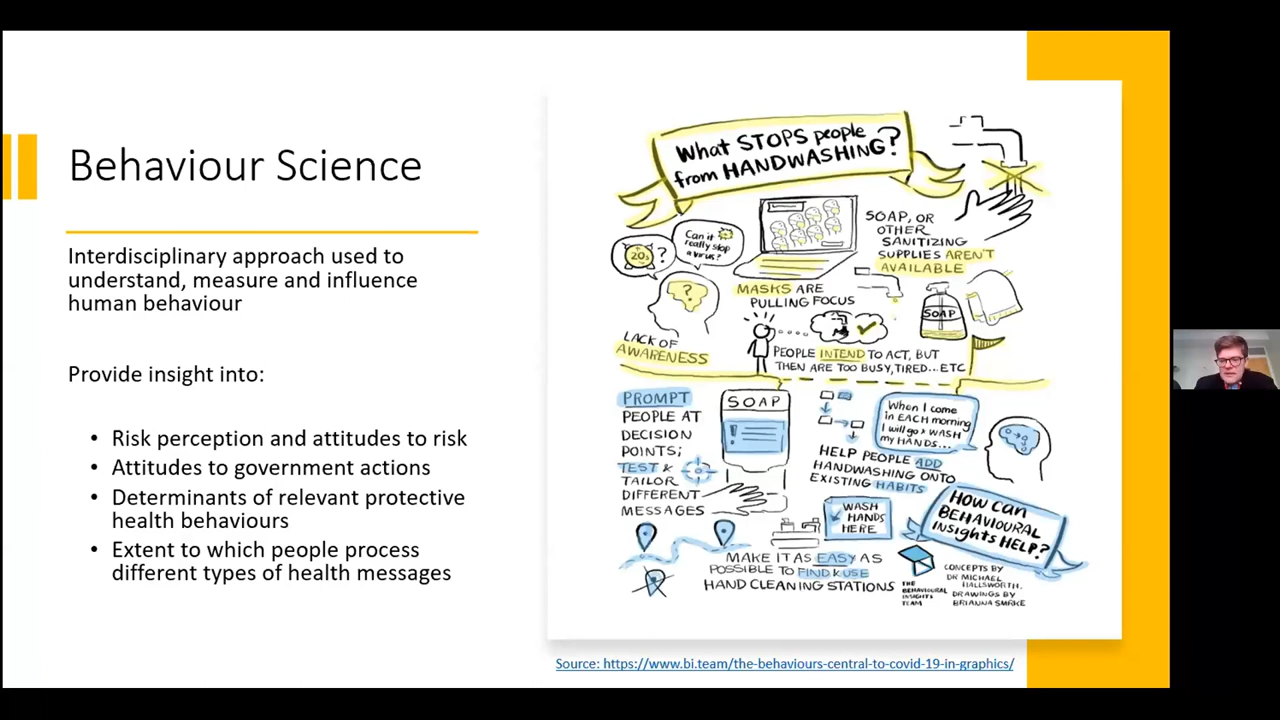 Behaviour Science
Interdisciplinary approach used to
understand, measure and influence
human behaviour
Provide insight into:
• Risk perception and attitudes to risk
• Attitudes to government actions
• Determinants of relevant protective
health behaviours
• Extent to which people process
different types of health messages
What STOPS people
from HANDWASHING?
20s
?
Can it
really stop
a virus?
?
LACK OF
AWARENESS
MASKS ARE
PULLING FOCUS
SOAP, OR
OTHER
SANITIZING
SUPPLIES AREN'T
AVAILABLE
SOAP
PEOPLE INTEND TO ACT, BUT
THEN ARE TOO BUSY, TIRED...ETC
PROMPT
PEOPLE AT
DECISION
POINTS;
TEST &
TAILOR
DIFFERENT
MESSAGES
SOAP
!
When I come
in EACH morning
I will go & WASH
my HANDS...
HELP PEOPLE ADD
HANDWASHING ONTO
EXISTING HABITS
WASH
HANDS
HERE
MAKE IT AS EASY AS
POSSIBLE TO FIND & USE
HAND CLEANING STATIONS
HOW CAN
BEHAVIOURAL
INSIGHTS HELP?
THE
BEHAVIOURAL
INSIGHTS
TEAM
CONCEPTS BY
DR MICHAEL
HALLSWORTH.
DRAWINGS BY
BRIANNA SMRKE
Source: https://www.bi.team/the-behaviours-central-to-covid-19-in-graphics/